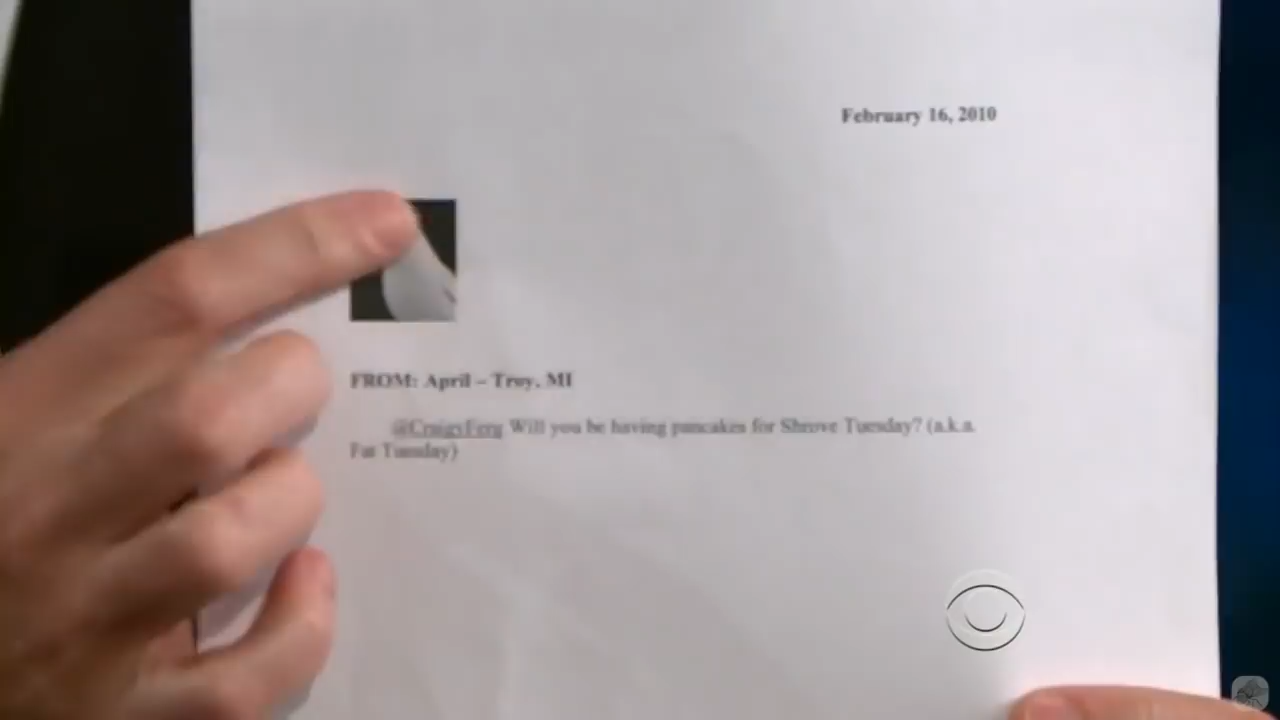 February 16, 2010
FROM: April – Troy, MI
@CraigyFerg Will you be having pancakes for Shrove Tuesday? (a.k.a.
Fat Tuesday)